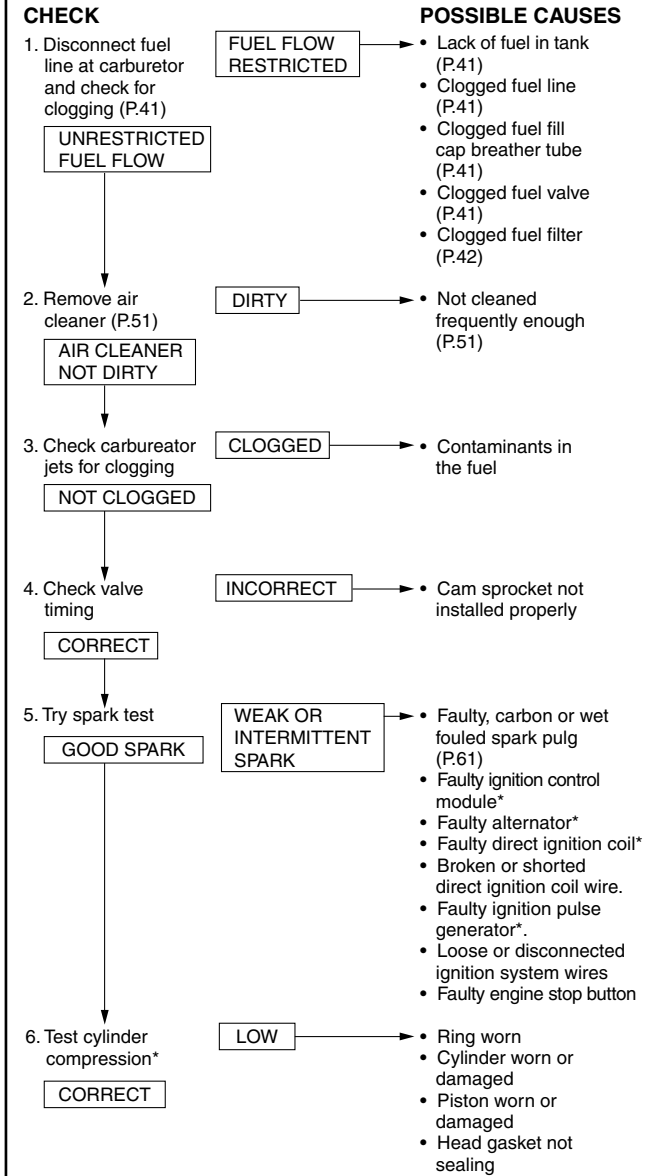 CHECK
POSSIBLE CAUSES
1. Disconnect fuel
line at carburetor
and check for
clogging (P.41)
FUEL FLOW
RESTRICTED
• Lack of fuel in tank
(P.41)
• Clogged fuel line
(P.41)
• Clogged fuel fill
cap breather tube
(P.41)
• Clogged fuel valve
(P.41)
• Clogged fuel filter
(P.42)
UNRESTRICTED
FUEL FLOW
2. Remove air
cleaner (P.51)
DIRTY
• Not cleaned
frequently enough
(P.51)
AIR CLEANER
NOT DIRTY
3. Check carbureator
jets for clogging
CLOGGED
• Contaminants in
the fuel
NOT CLOGGED
4. Check valve
timing
INCORRECT
• Cam sprocket not
installed properly
CORRECT
5. Try spark test
WEAK OR
INTERMITTENT
SPARK
• Faulty, carbon or wet
fouled spark pulg
(P.61)
• Faulty ignition control
module*
• Faulty alternator*
• Faulty direct ignition coil*
• Broken or shorted
direct ignition coil wire.
• Faulty ignition pulse
generator*.
• Loose or disconnected
ignition system wires
• Faulty engine stop button
GOOD SPARK
6. Test cylinder
compression*
LOW
• Ring worn
• Cylinder worn or
damaged
• Piston worn or
damaged
• Head gasket not
sealing
CORRECT